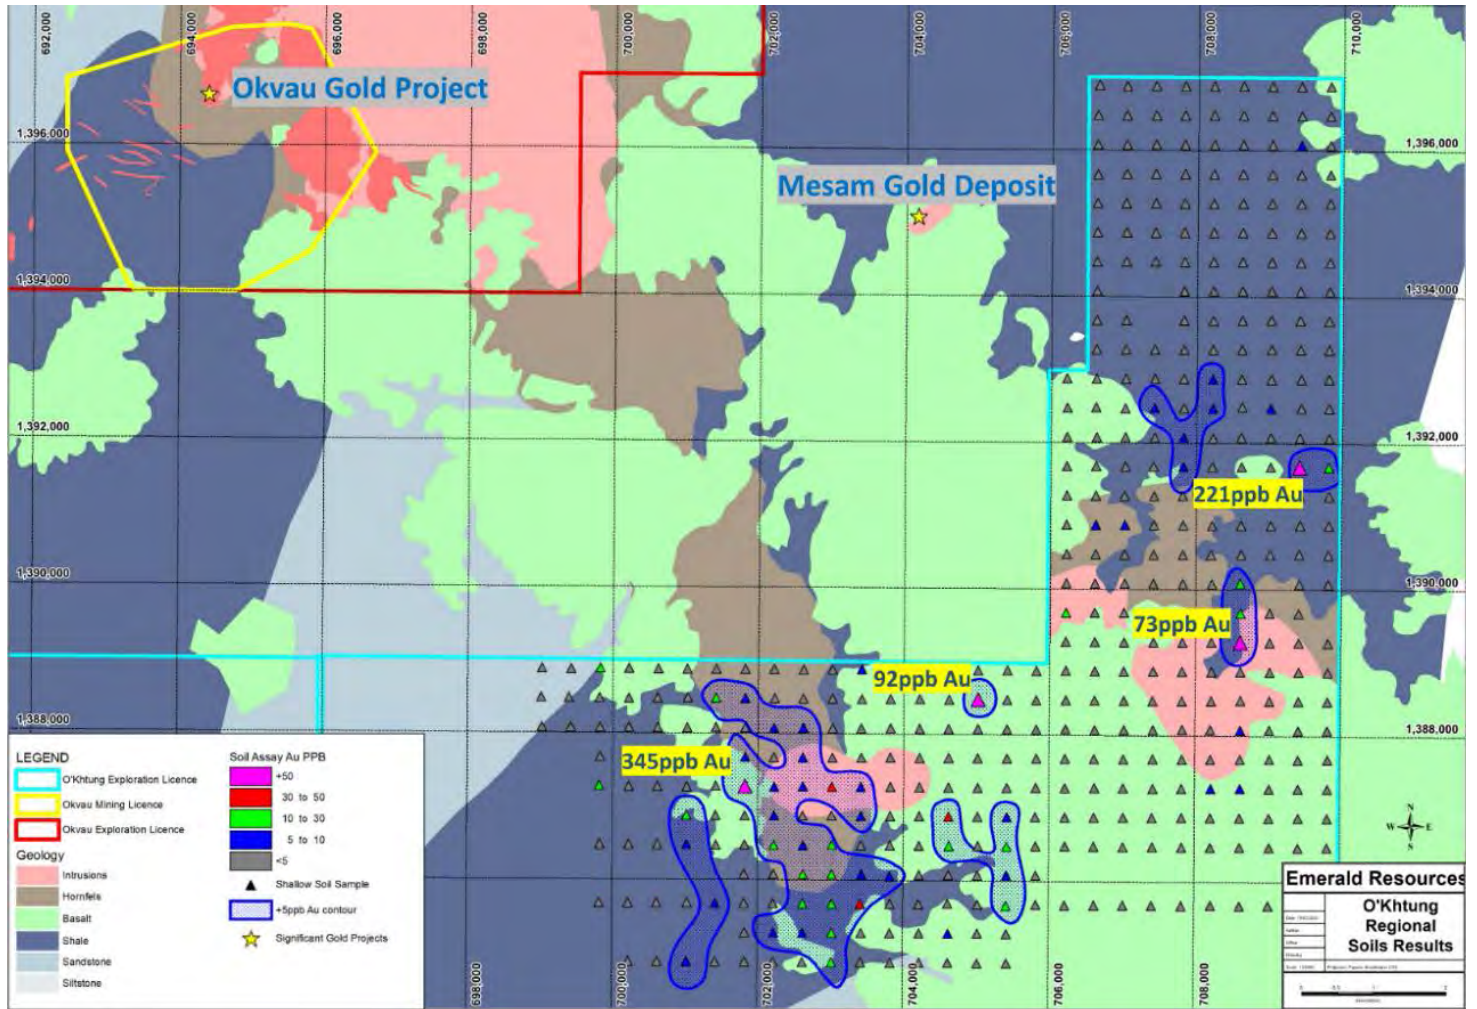 692,000
694,000
696,000
698,000
700,000
702,000
704,000
706,000
708,000
710,000
Okvau Gold Project
1,396,000
1,396,000
Mesam Gold Deposit
1,394,000
1,394,000
1,392,000
1,392,000
221ppb Au
1,390,000
1,390,000
73ppb Au
92ppb Au
1,388,000
1,388,000
345ppb Au
LEGEND
O'Khtung Exploration Licence
Okvau Mining Licence
Okvau Exploration Licence
Geology
Intrusions
Hornfels
Basalt
Shale
Sandstone
Siltstone
Soil Assay Au PPB
+50
30 to 50
10 to 30
5 to 10
<5
Shallow Soil Sample
+5ppb Au contour
Significant Gold Projects
N
W E
S
698,000
700,000
702,000
704,000
706,000
708,000
Emerald Resources
O'Khtung
Regional
Soils Results